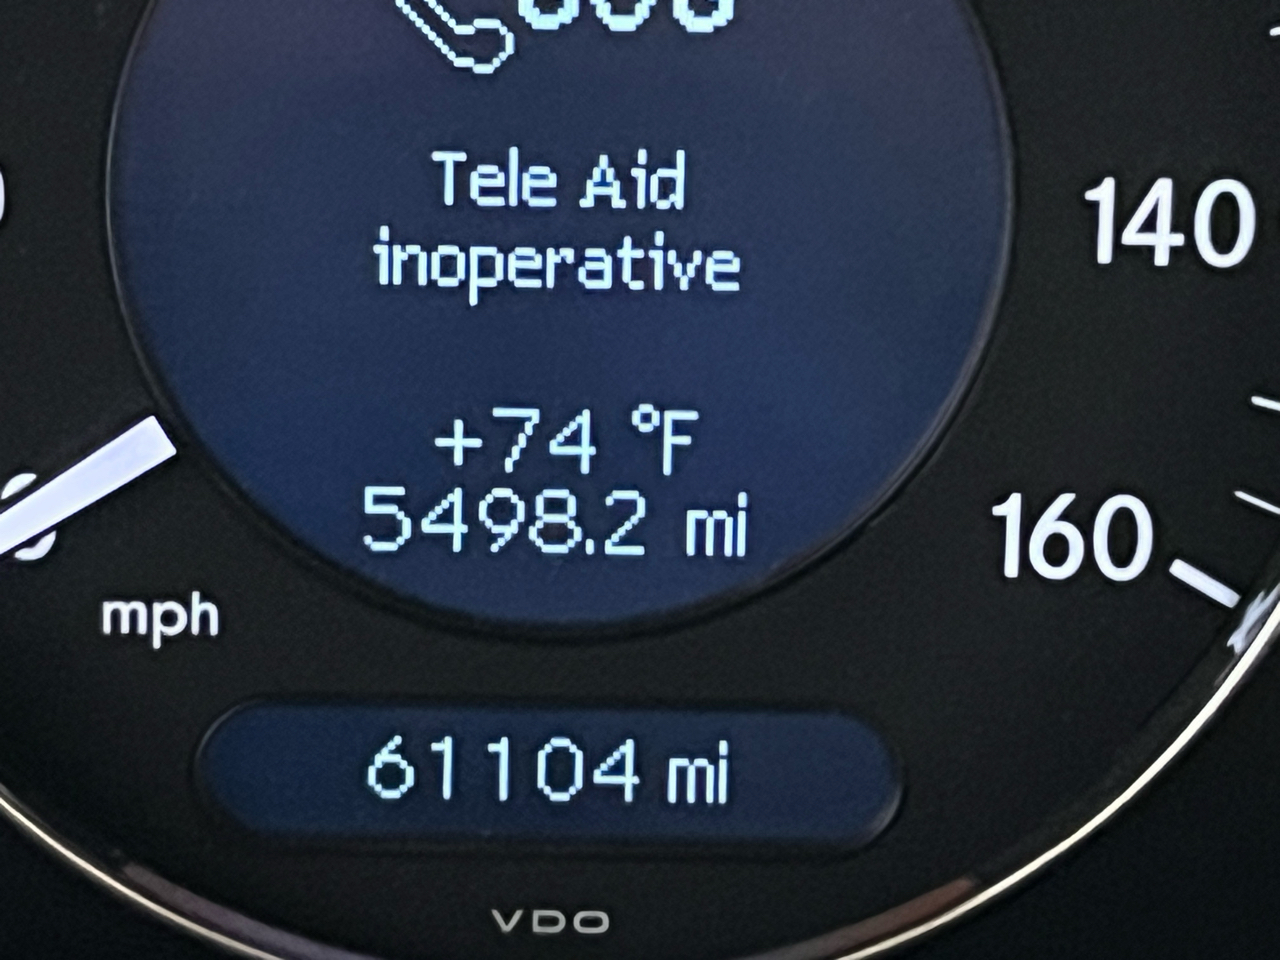 Tele Aid
inoperative
140
+74 °F
5498.2 mi
160
mph
61104 mi
VDO